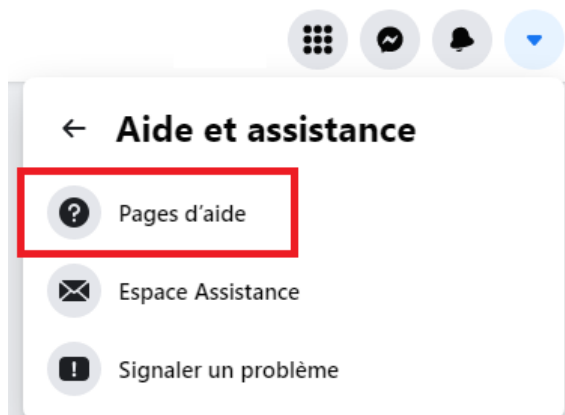 Aide et assistance
Pages d’aide
Espace Assistance
Signaler un problème